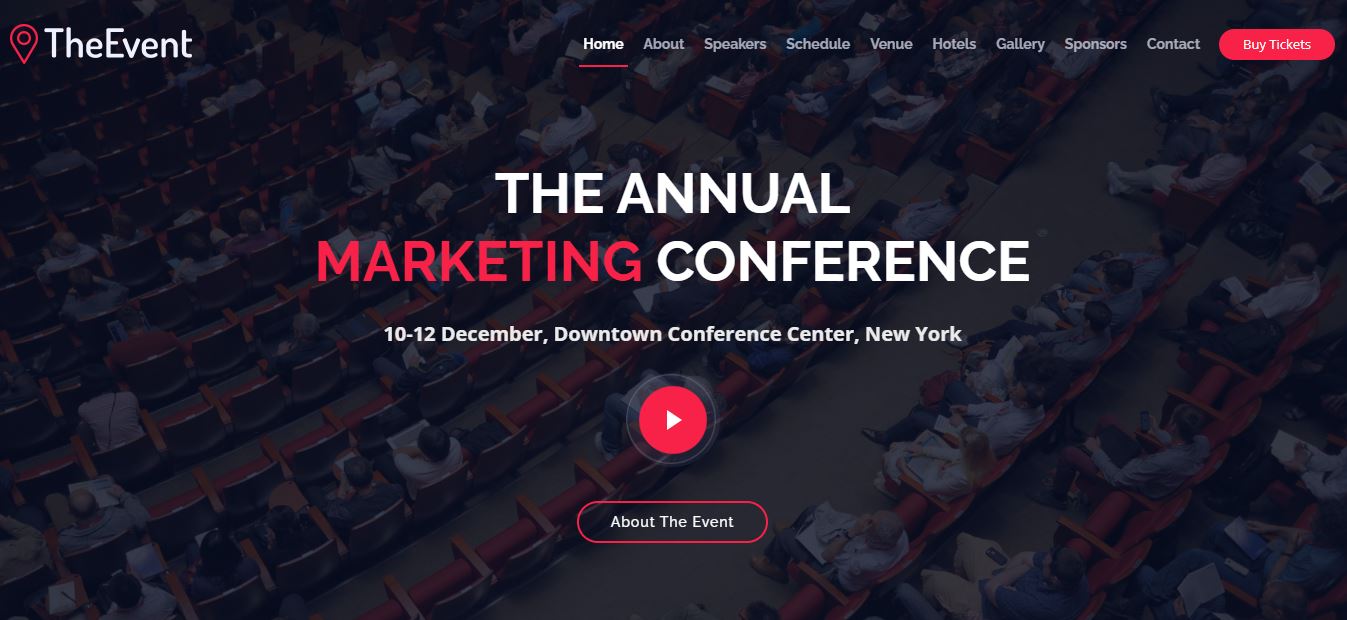 TheEvent
Home About Speakers Schedule Venue Hotels Gallery Sponsors Contact Buy Tickets
THE ANNUAL
MARKETING CONFERENCE
10-12 December, Downtown Conference Center, New York
About The Event